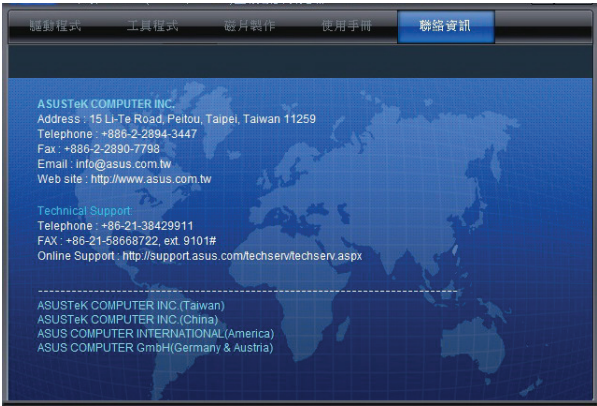 驅動程式 工具程式 磁片製作 使用手冊 聯絡資訊
ASUSTeK COMPUTER INC.
Address : 15 Li-Te Road, Peitou, Taipei, Taiwan 11259
Telephone : +886-2-2894-3447
Fax : +886-2-2890-7798
Email : info@asus.com.tw
Web site : http://www.asus.com.tw
Technical Support:
Telephone : +86-21-38429911
FAX : +86-21-58668722, ext. 9101#
Online Support : http://support.asus.com/techserv/techserv.aspx
ASUSTeK COMPUTER INC.(Taiwan)
ASUSTeK COMPUTER INC.(China)
ASUS COMPUTER INTERNATIONAL(America)
ASUS COMPUTER GmbH(Germany & Austria)